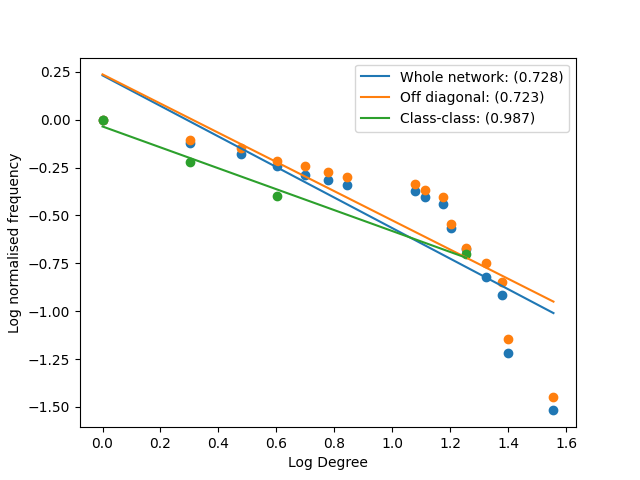 Whole network: (0.728)
Off diagonal: (0.723)
Class-class: (0.987)
Log normalised frequency
0.25
0.00
−0.25
−0.50
−0.75
−1.00
−1.25
−1.50
0.0 0.2 0.4 0.6 0.8 1.0 1.2 1.4 1.6
Log Degree